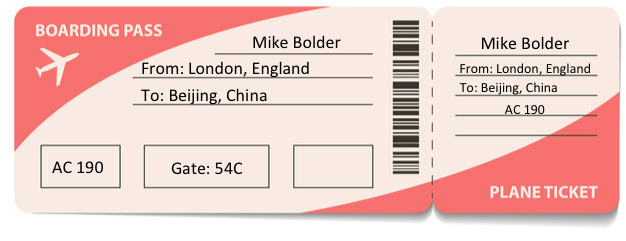 BOARDING PASS
Mike Bolder
From: London, England
To: Beijing, China
AC 190
Gate: 54C
Mike Bolder
From: London, England
To: Beijing, China
AC 190
PLANE TICKET